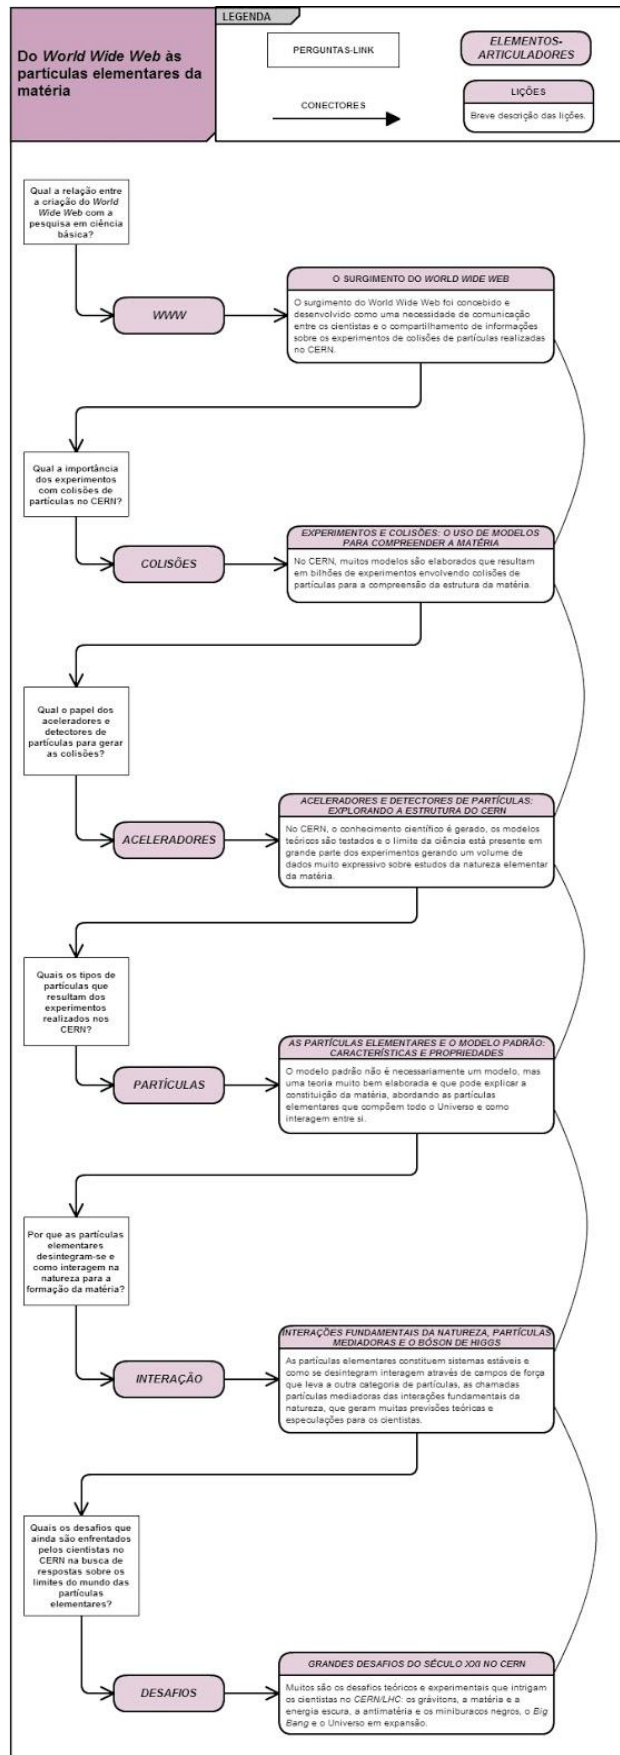 Do World Wide Web às
partículas elementares da
matéria
LEGENDA
PERGUNTAS-LINK
ELEMENTOS-
ARTICULADORES
CONECTORES
LIÇÕES
Breve descrição das lições.
Qual a relação entre
a criação do World
Wide Web com a
pesquisa em ciência
básica?
WWW
O SURGIMENTO DO WORLD WIDE WEB
O surgimento do World Wide Web foi concebido e
desenvolvido como uma necessidade de comunicação
entre os cientistas e o compartilhamento de informações
sobre os experimentos de colisões de partículas realizadas
no CERN.
Qual a importância
dos experimentos
com colisões de
partículas no CERN?
COLISÕES
EXPERIMENTOS E COLISÕES: O USO DE MODELOS
PARA COMPREENDER A MATÉRIA
No CERN, muitos modelos são elaborados que resultam
em bilhões de experimentos envolvendo colisões de
partículas para a compreensão da estrutura da matéria.
Qual o papel dos
aceleradores e
detectores de
partículas para gerar
as colisões?
ACELERADORES
ACELERADORES E DETECTORES DE PARTÍCULAS:
EXPLORANDO A ESTRUTURA DO CERN
No CERN, o conhecimento científico é gerado, os modelos
teóricos são testados e o limite da ciência está presente em
grande parte dos experimentos gerando um volume de
dados muito expressivo sobre estudos da natureza elementar
da matéria.
Quais os tipos de
partículas que
resultam dos
experimentos
realizados nos
CERN?
PARTÍCULAS
AS PARTÍCULAS ELEMENTARES E O MODELO PADRÃO:
CARACTERÍSTICAS E PROPRIEDADES
O modelo padrão não é necessariamente um modelo, mas
uma teoria muito bem elaborada e que pode explicar a
constituição da matéria, abordando as partículas
elementares que compõem todo o Universo e como
interagem entre si.
Por que as partículas
elementares
desintegram-se e
como interagem na
natureza para a
formação da matéria?
INTERAÇÃO
INTERAÇÕES FUNDAMENTAIS DA NATUREZA, PARTÍCULAS
MEDIADORAS E O BÓSON DE HIGGS
As partículas elementares constituem sistemas estáveis e
como se desintegram interagem através de campos de força
que leva a outra categoria de partículas, as chamadas
partículas mediadoras das interações fundamentais da
natureza, que geram muitas previsões teóricas e
especulações para os cientistas.
Quais os desafios que
ainda são enfrentados
pelos cientistas no
CERN na busca de
respostas sobre os
limites do mundo das
partículas
elementares?
DESAFIOS
GRANDES DESAFIOS DO SÉCULO XXI NO CERN
Muitos são os desafios teóricos e experimentais que intrigam
os cientistas no CERN/LHC: os grávitons, a matéria e a
energia escura, a antimatéria e os miniburacos negros, o Big
Bang e o Universo em expansão.